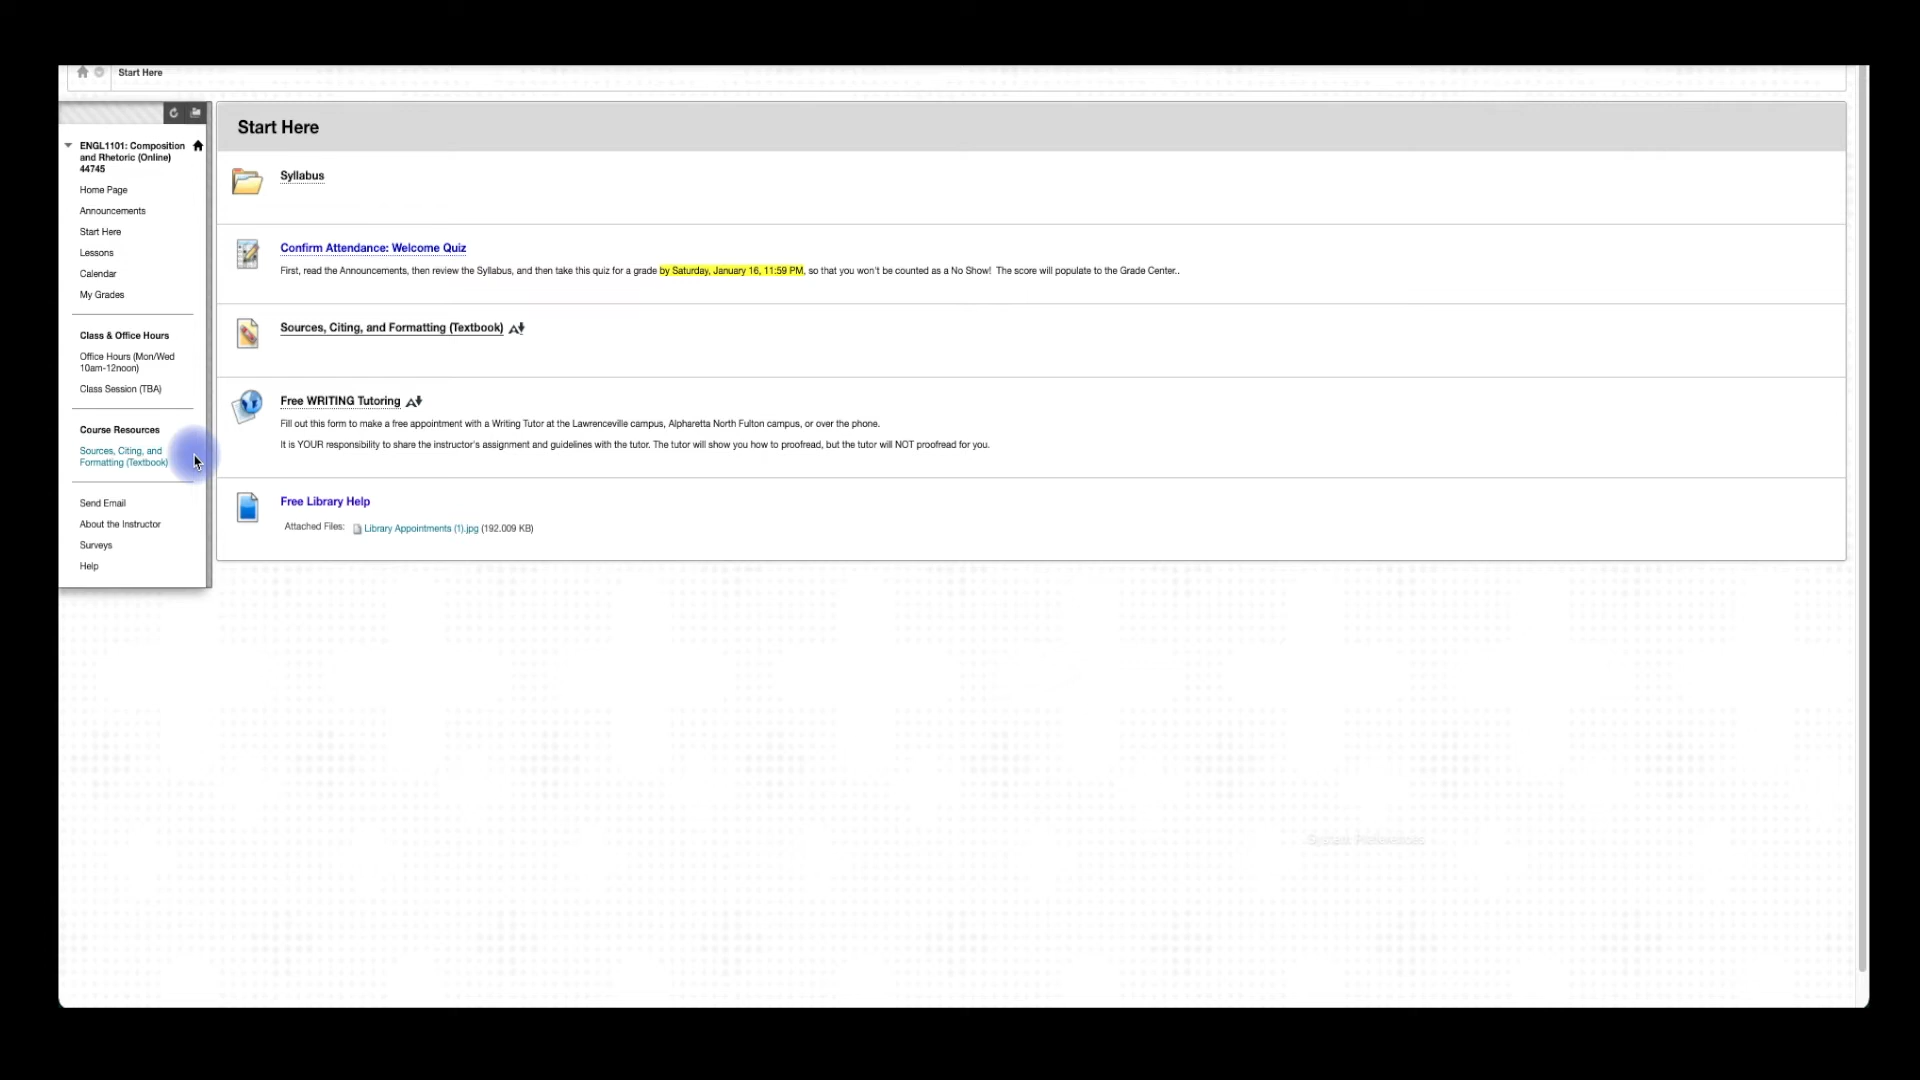 Start Here
ENGL1101: Composition
and Rhetoric (Online)
44745
Home Page
Announcements
Start Here
Lessons
Calendar
My Grades
Class & Office Hours
Office Hours (Mon/Wed
10am-12noon)
Class Session (TBA)
Course Resources
Sources, Citing, and
Formatting (Textbook)
Send Email
About the Instructor
Surveys
Help
Start Here
Syllabus
Confirm Attendance: Welcome Quiz
First, read the Announcements, then review the Syllabus, and then take this quiz for a grade by Saturday, January 16, 11:59 PM, so that you won't be counted as a No Show!  The score will populate to the Grade Center..
Sources, Citing, and Formatting (Textbook)
Free WRITING Tutoring
Fill out this form to make a free appointment with a Writing Tutor at the Lawrenceville campus, Alpharetta North Fulton campus, or over the phone.
It is YOUR responsibility to share the instructor's assignment and guidelines with the tutor. The tutor will show you how to proofread, but the tutor will NOT proofread for you.
Free Library Help
Attached Files: Library Appointments (1).jpg (192.009 KB)
System Preferences